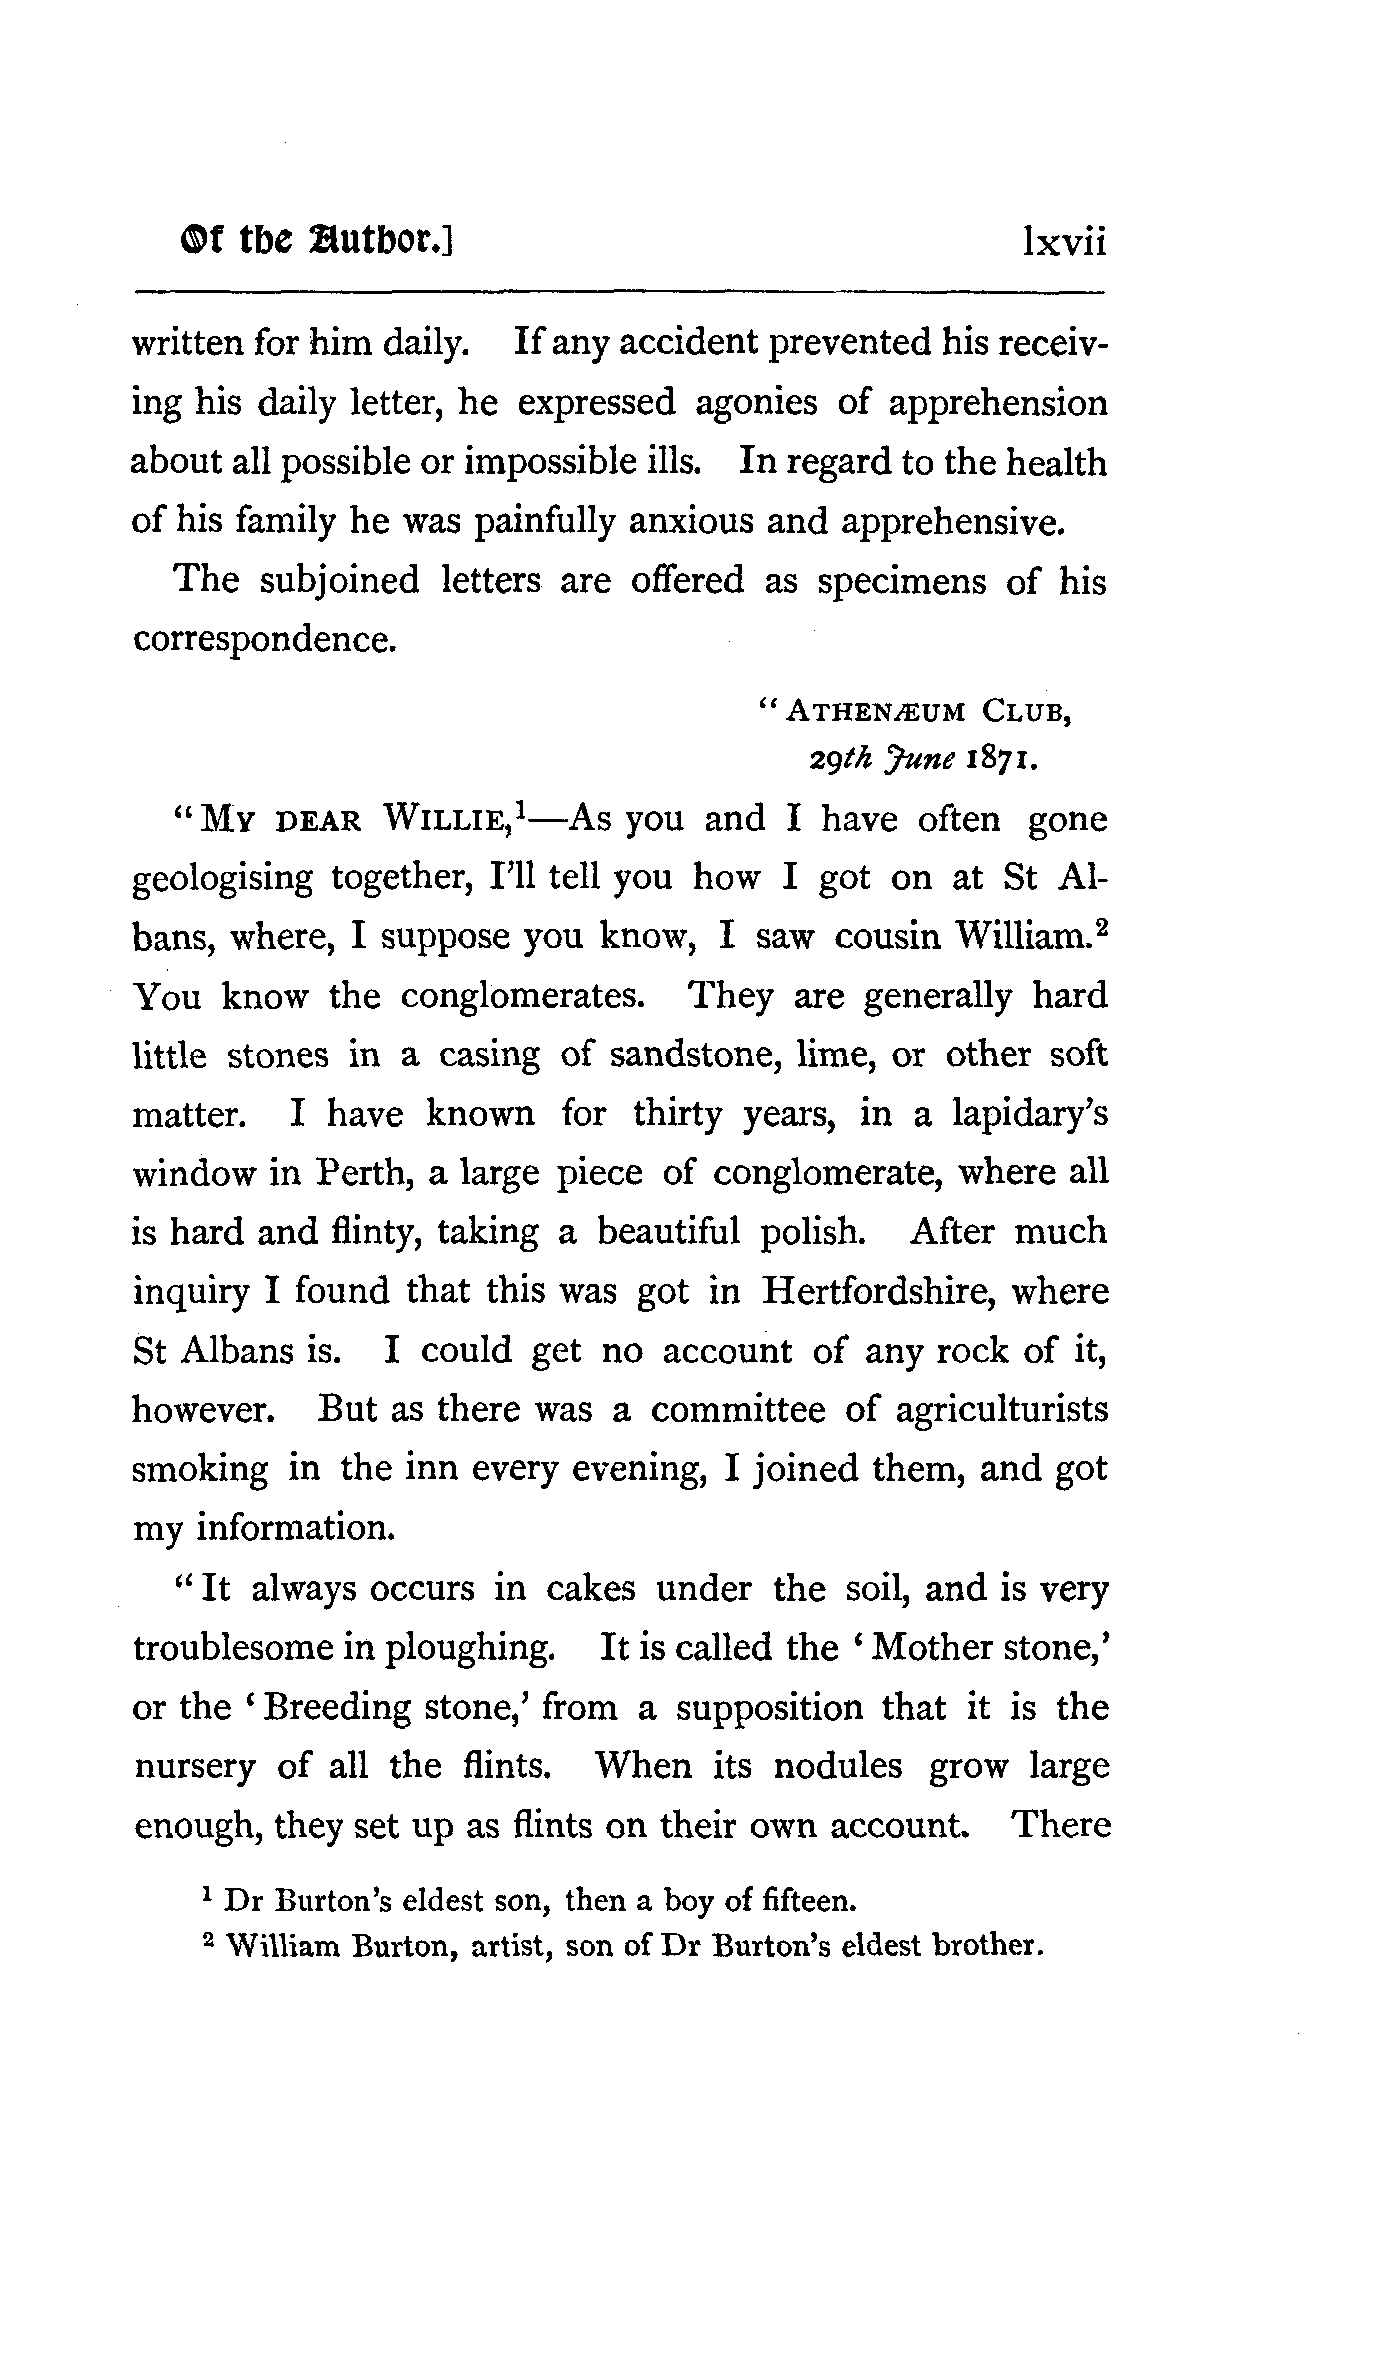 Of the Author.] lxvii
written for him daily. If any accident prevented his receiv-
ing his daily letter, he expressed agonies of apprehension
about all possible or impossible ills. In regard to the health
of his family he was painfully anxious and apprehensive.
The subjoined letters are offered as specimens of his
correspondence.
"ATHENÆUM CLUB,
29th June 1871.
"MY DEAR WILLIE,¹—As you and I have often gone
geologising together, I'll tell you how I got on at St Al-
bans, where, I suppose you know, I saw cousin William.²
You know the conglomerates. They are generally hard
little stones in a casing of sandstone, lime, or other soft
matter. I have known for thirty years, in a lapidary's
window in Perth, a large piece of conglomerate, where all
is hard and flinty, taking a beautiful polish. After much
inquiry I found that this was got in Hertfordshire, where
St Albans is. I could get no account of any rock of it,
however. But as there was a committee of agriculturists
smoking in the inn every evening, I joined them, and got
my information.
"It always occurs in cakes under the soil, and is very
troublesome in ploughing. It is called the 'Mother stone,'
or the 'Breeding stone,' from a supposition that it is the
nursery of all the flints. When its nodules grow large
enough, they set up as flints on their own account. There
¹ Dr Burton's eldest son, then a boy of fifteen.
² William Burton, artist, son of Dr Burton's eldest brother.